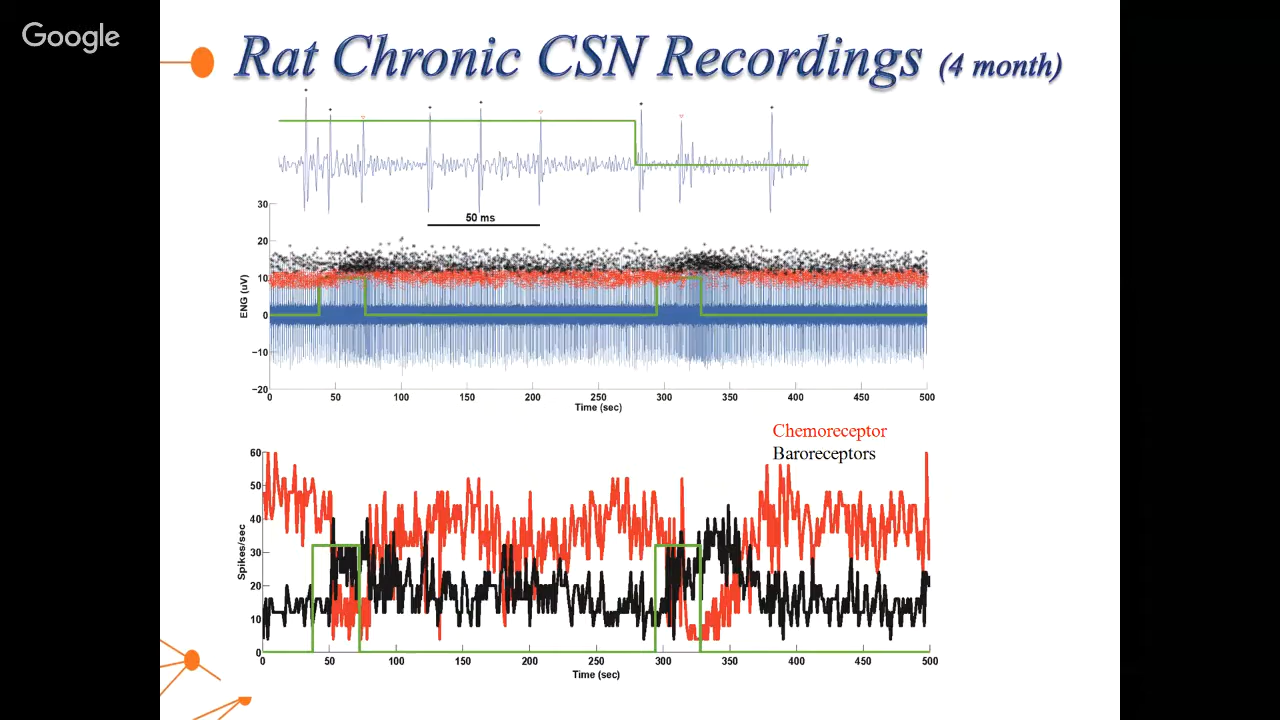 Google
Rat Chronic CSN Recordings (4 month)
50 ms
30
20
10
0
−10
−20
ENG (uV)
0 50 100 150 200 250 300 350 400 450 500
Time (sec)
Chemoreceptor
Baroreceptors
60
50
40
30
20
10
0
Spikes/sec
0 50 100 150 200 250 300 350 400 450 500
Time (sec)